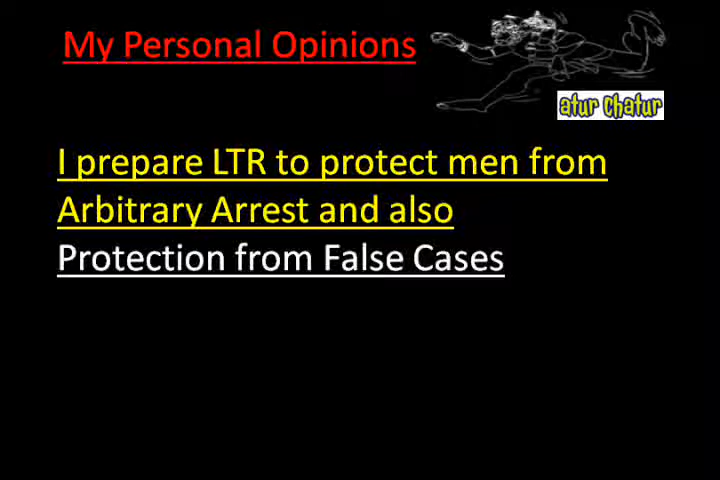 My Personal Opinions
atur chatur
I prepare LTR to protect men from
Arbitrary Arrest and also
Protection from False Cases